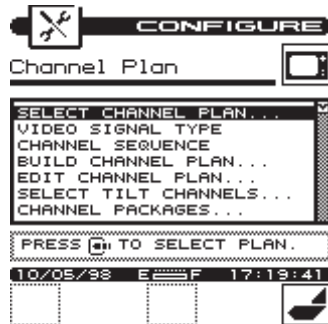 CONFIGURE
Channel Plan
SELECT CHANNEL PLAN...
VIDEO SIGNAL TYPE
CHANNEL SEQUENCE
BUILD CHANNEL PLAN...
EDIT CHANNEL PLAN...
SELECT TILT CHANNELS...
CHANNEL PACKAGES...
PRESS TO SELECT PLAN.
10/05/98 E F 17:19:41